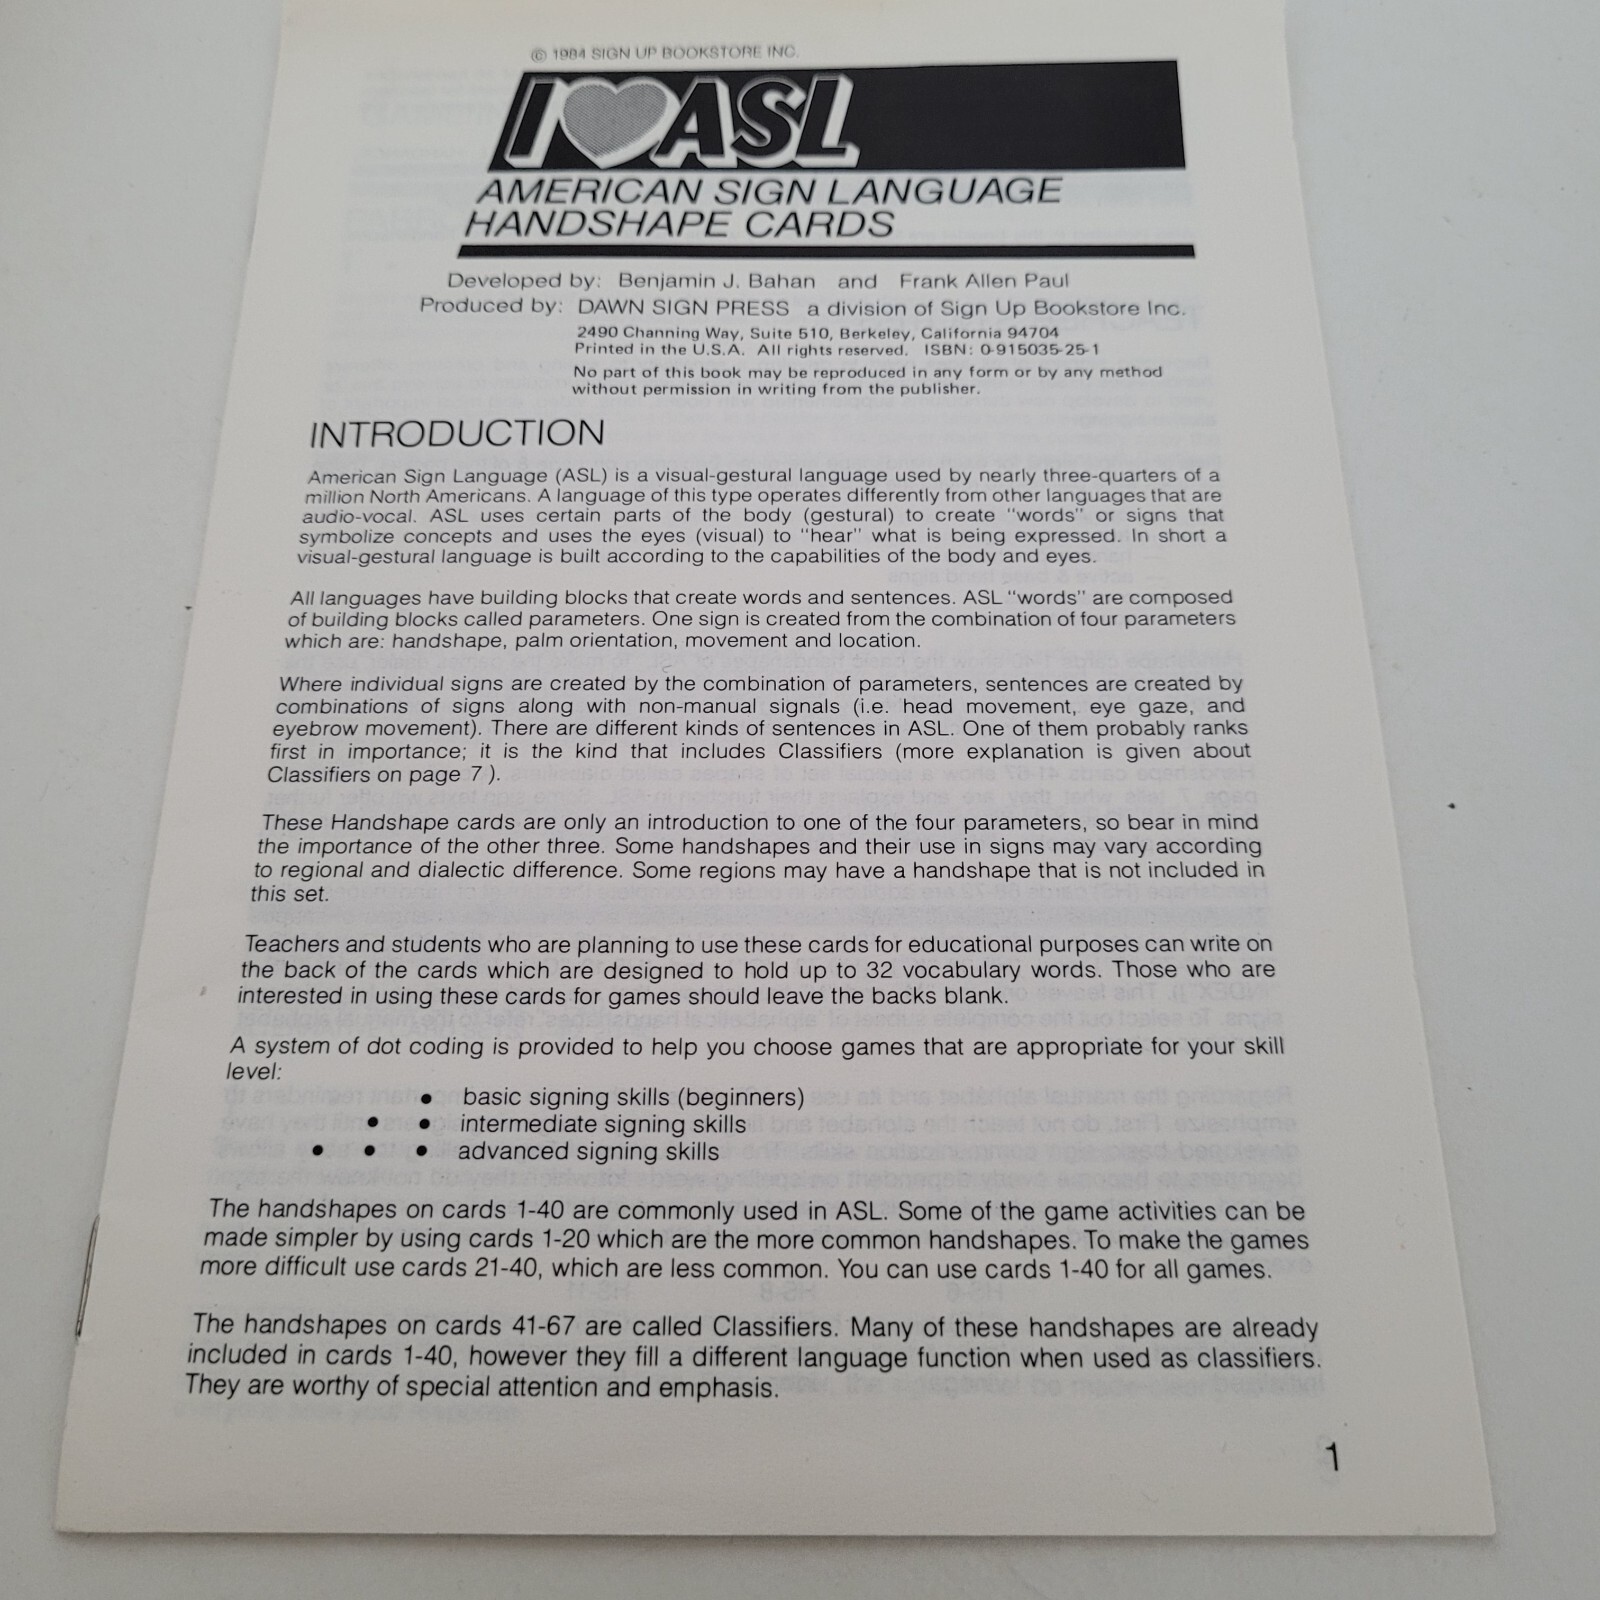 © 1984 SIGN UP BOOKSTORE INC.
I ♥ ASL
AMERICAN SIGN LANGUAGE
HANDSHAPE CARDS
Developed by: Benjamin J. Bahan and Frank Allen Paul
Produced by: DAWN SIGN PRESS a division of Sign Up Bookstore Inc.
2490 Channing Way, Suite 510, Berkeley, California 94704
Printed in the U.S.A. All rights reserved. ISBN: 0-915035-25-1
No part of this book may be reproduced in any form or by any method
without permission in writing from the publisher.
INTRODUCTION
American Sign Language (ASL) is a visual-gestural language used by nearly three-quarters of a
million North Americans. A language of this type operates differently from other languages that are
audio-vocal. ASL uses certain parts of the body (gestural) to create "words" or signs that
symbolize concepts and uses the eyes (visual) to "hear" what is being expressed. In short a
visual-gestural language is built according to the capabilities of the body and eyes.
All languages have building blocks that create words and sentences. ASL "words" are composed
of building blocks called parameters. One sign is created from the combination of four parameters
which are: handshape, palm orientation, movement and location.
Where individual signs are created by the combination of parameters, sentences are created by
combinations of signs along with non-manual signals (i.e. head movement, eye gaze, and
eyebrow movement). There are different kinds of sentences in ASL. One of them probably ranks
first in importance; it is the kind that includes Classifiers (more explanation is given about
Classifiers on page 7 ).
These Handshape cards are only an introduction to one of the four parameters, so bear in mind
the importance of the other three. Some handshapes and their use in signs may vary according
to regional and dialectic difference. Some regions may have a handshape that is not included in
this set.
Teachers and students who are planning to use these cards for educational purposes can write on
the back of the cards which are designed to hold up to 32 vocabulary words. Those who are
interested in using these cards for games should leave the backs blank.
A system of dot coding is provided to help you choose games that are appropriate for your skill
level:
• basic signing skills (beginners)
• • intermediate signing skills
• • • advanced signing skills
The handshapes on cards 1-40 are commonly used in ASL. Some of the game activities can be
made simpler by using cards 1-20 which are the more common handshapes. To make the games
more difficult use cards 21-40, which are less common. You can use cards 1-40 for all games.
The handshapes on cards 41-67 are called Classifiers. Many of these handshapes are already
included in cards 1-40, however they fill a different language function when used as classifiers.
They are worthy of special attention and emphasis.
1